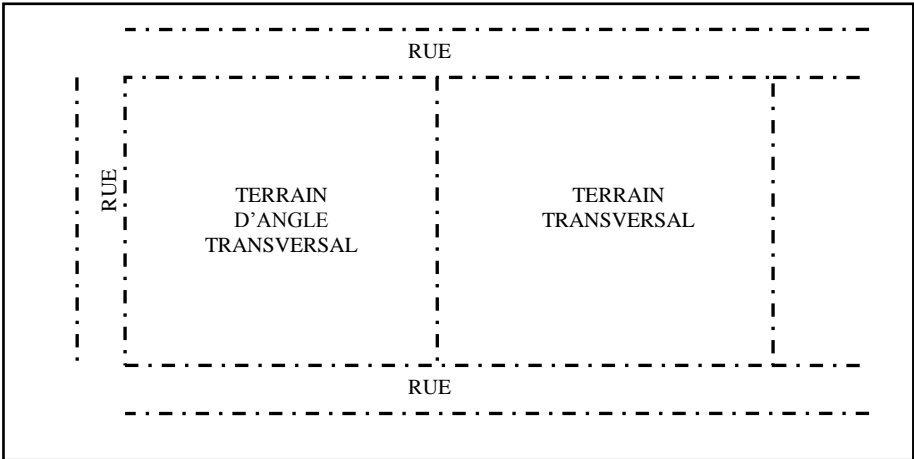 RUE
RUE
TERRAIN
D'ANGLE
TRANSVERSAL
TERRAIN
TRANSVERSAL
RUE